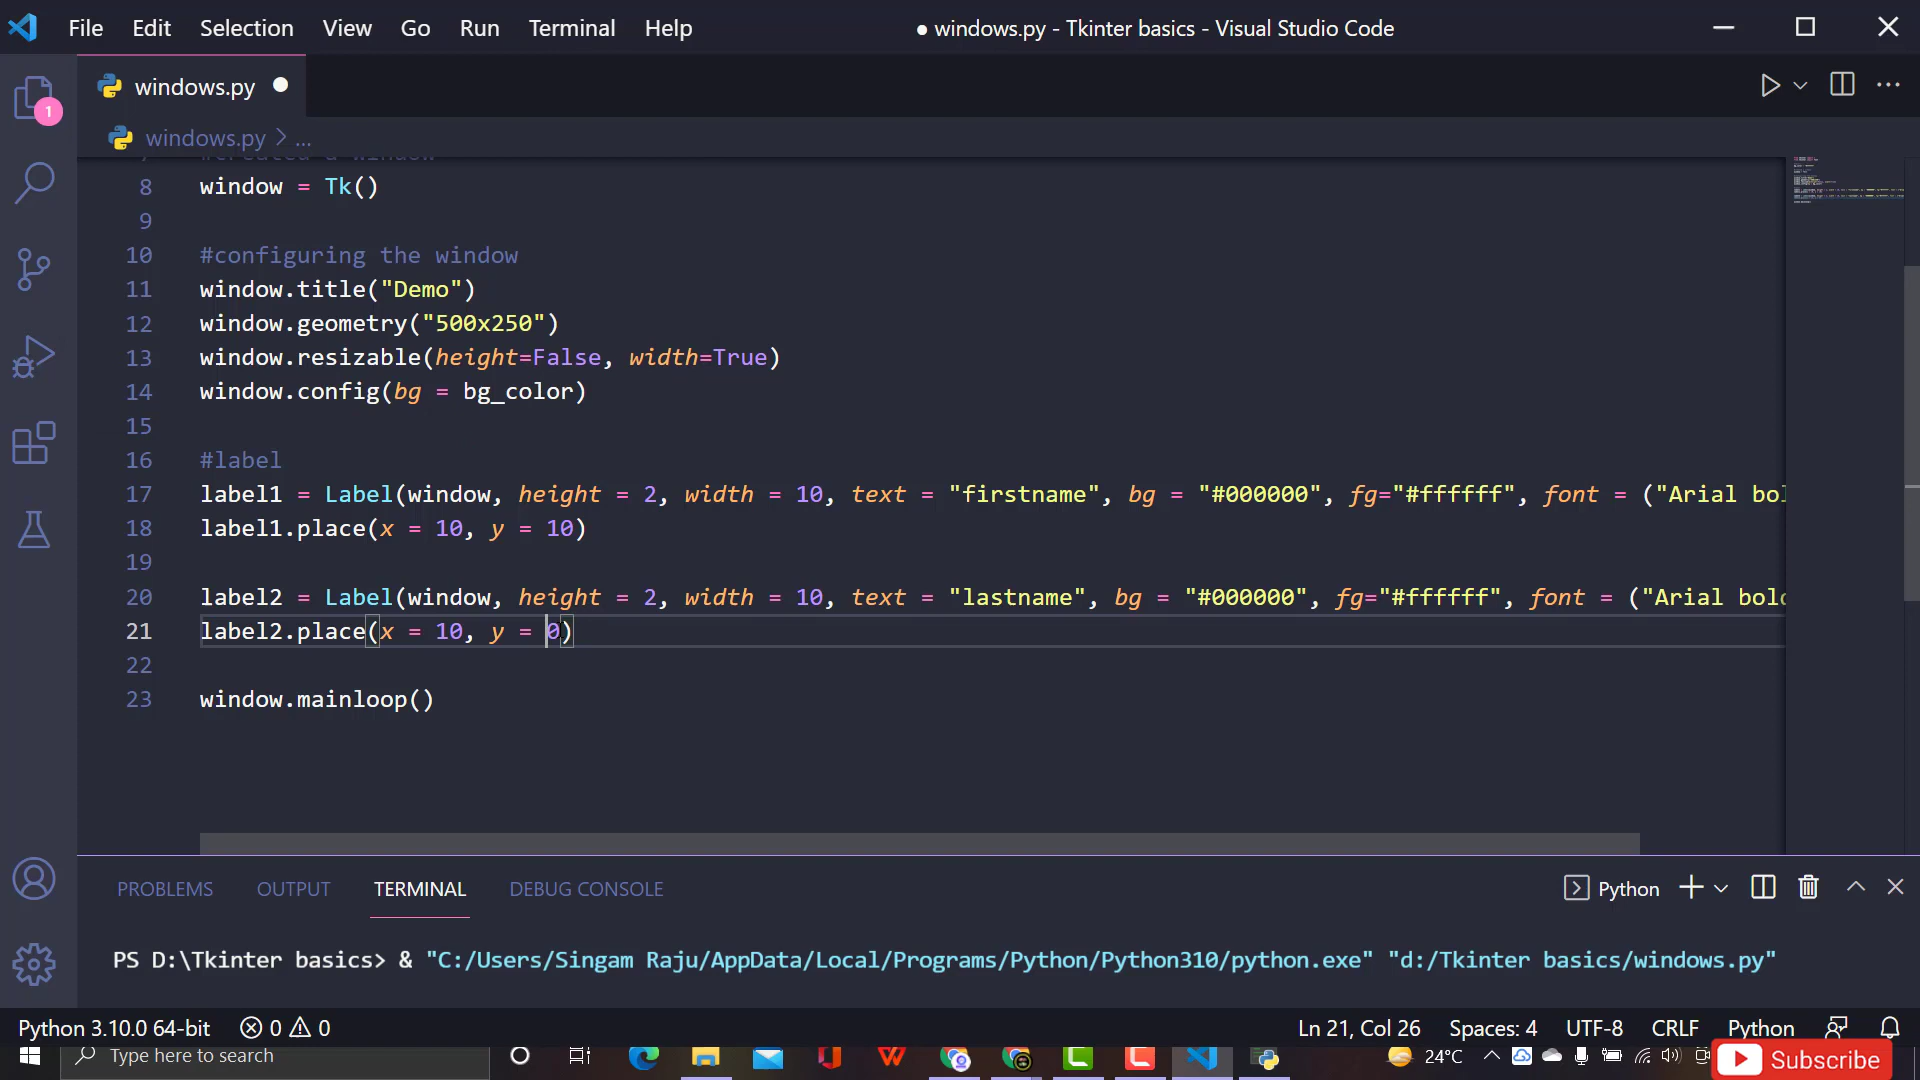 File Edit Selection View Go Run Terminal Help
● windows.py - Tkinter basics - Visual Studio Code
windows.py
1
windows.py > ...
#created a window
8 window = Tk()
9
10 #configuring the window
11 window.title("Demo")
12 window.geometry("500x250")
13 window.resizable(height=False, width=True)
14 window.config(bg = bg_color)
15
16 #label
17 label1 = Label(window, height = 2, width = 10, text = "firstname", bg = "#000000", fg="#ffffff", font = ("Arial bol
18 label1.place(x = 10, y = 10)
19
20 label2 = Label(window, height = 2, width = 10, text = "lastname", bg = "#000000", fg="#ffffff", font = ("Arial bold
21 label2.place(x = 10, y = 0)
22
23 window.mainloop()
PROBLEMS OUTPUT TERMINAL DEBUG CONSOLE
Python
PS D:\Tkinter basics> & "C:/Users/Singam Raju/AppData/Local/Programs/Python/Python310/python.exe" "d:/Tkinter basics/windows.py"
Python 3.10.0 64-bit 0 0 Ln 21, Col 26 Spaces: 4 UTF-8 CRLF Python
Type here to search
24°C
Subscribe